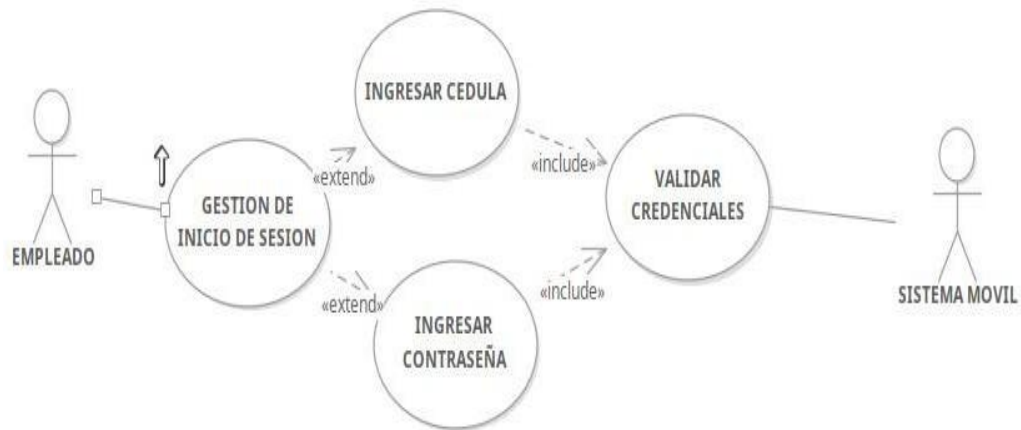 INGRESAR CEDULA
«extend»
«include»
GESTION DE
INICIO DE SESION
VALIDAR
CREDENCIALES
EMPLEADO
«extend»
«include»
INGRESAR
CONTRASEÑA
SISTEMA MOVIL